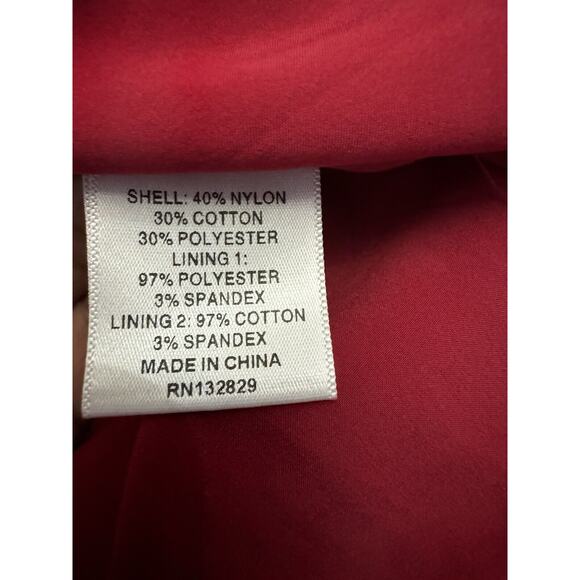 SHELL: 40% NYLON
30% COTTON
30% POLYESTER
LINING 1:
97% POLYESTER
3% SPANDEX
LINING 2: 97% COTTON
3% SPANDEX
MADE IN CHINA
RN132829